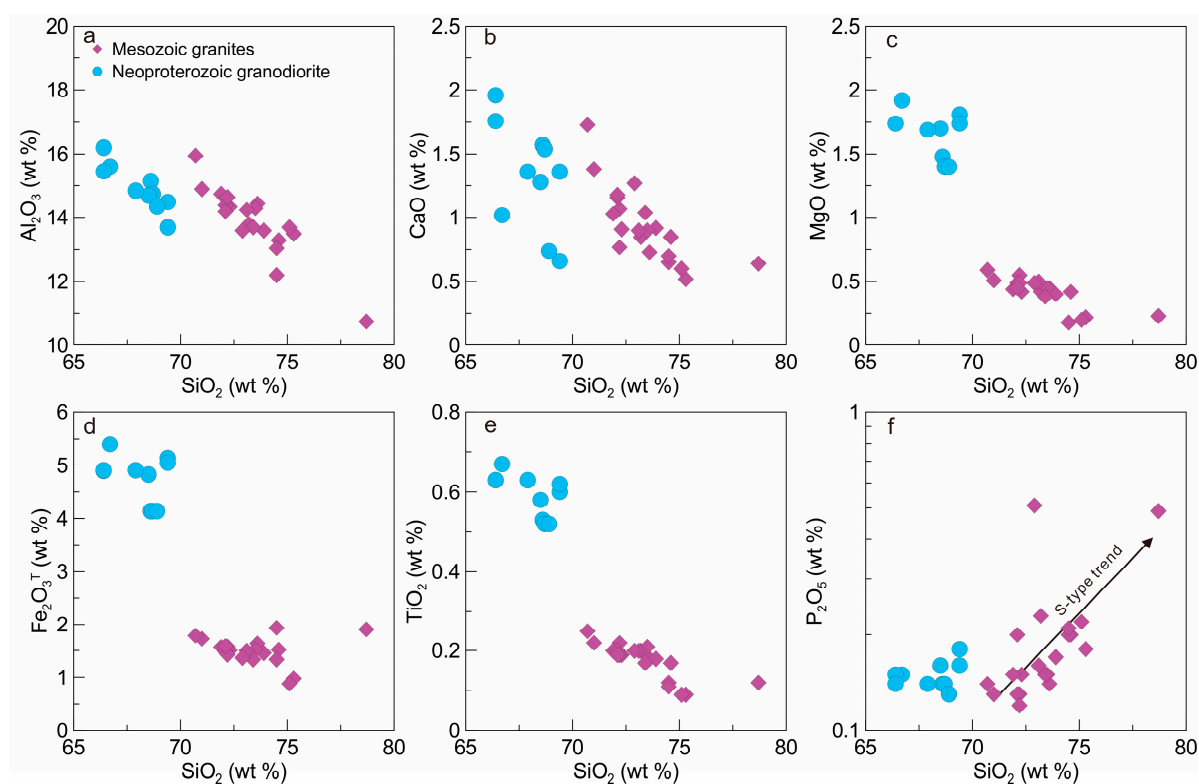 a
Mesozoic granites
Neoproterozoic granodiorite
Al₂O₃ (wt %)
20
18
16
14
12
10
65
70
75
80
SiO₂ (wt %)
b
CaO (wt %)
2.5
2
1.5
1
0.5
0
65
70
75
80
SiO₂ (wt %)
c
MgO (wt %)
2.5
2
1.5
1
0.5
0
65
70
75
80
SiO₂ (wt %)
d
Fe₂O₃ᵀ (wt %)
6
5
4
3
2
1
0
65
70
75
80
SiO₂ (wt %)
e
TiO₂ (wt %)
0.8
0.6
0.4
0.2
0.0
65
70
75
80
SiO₂ (wt %)
f
P₂O₅ (wt %)
1
0.1
S-type trend
65
70
75
80
SiO₂ (wt %)